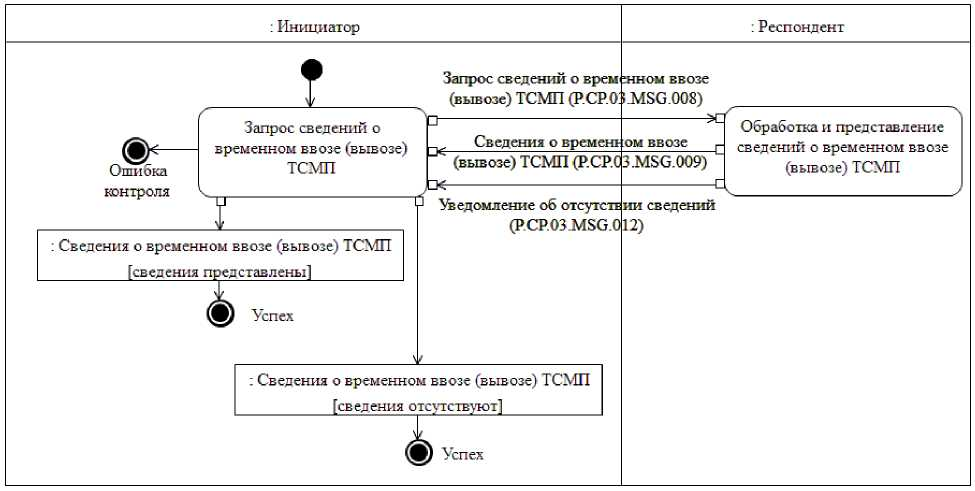 : Инициатор
: Респондент
Запрос сведений о временном ввозе
(вывозе) ТСМП (P.CP.03.MSG.008)
Запрос сведений о
временном ввозе (вывозе)
ТСМП
Сведения о временном ввозе
(вывозе) ТСМП (P.CP.03.MSG.009)
Обработка и представление
сведений о временном ввозе
(вывозе) ТСМП
Ошибка
контроля
Уведомление об отсутствии сведений
(P.CP.03.MSG.012)
: Сведения о временном ввозе (вывозе) ТСМП
[сведения представлены]
Успех
: Сведения о временном ввозе (вывозе) ТСМП
[сведения отсутствуют]
Успех